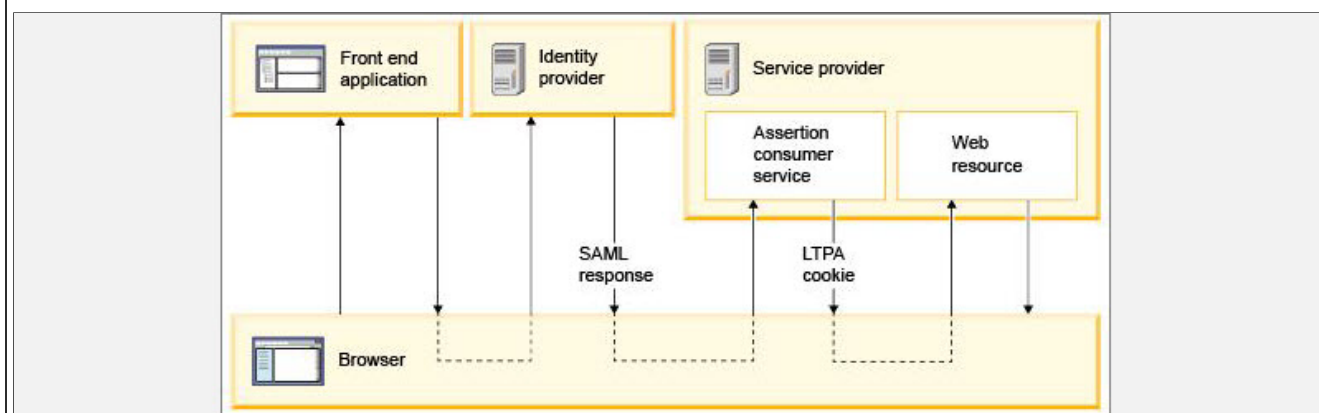 Front end
application
Identity
provider
Service provider
Assertion
consumer
service
Web
resource
SAML
response
LTPA
cookie
Browser